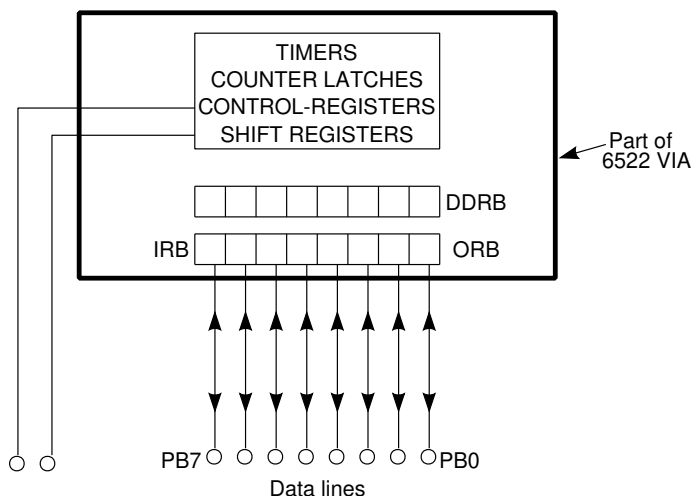 TIMERS
COUNTER LATCHES
CONTROL-REGISTERS
SHIFT REGISTERS
Part of
6522 VIA
DDRB
IRB
ORB
PB7
PB0
Data lines